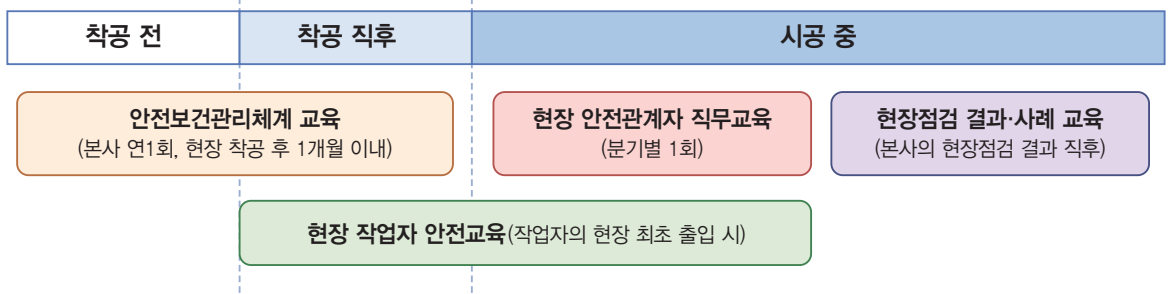 착공 전
착공 직후
시공 중
안전보건관리체계 교육
(본사 연1회, 현장 착공 후 1개월 이내)
현장 안전관계자 직무교육
(분기별 1회)
현장점검 결과·사례 교육
(본사의 현장점검 결과 직후)
현장 작업자 안전교육(작업자의 현장 최초 출입 시)